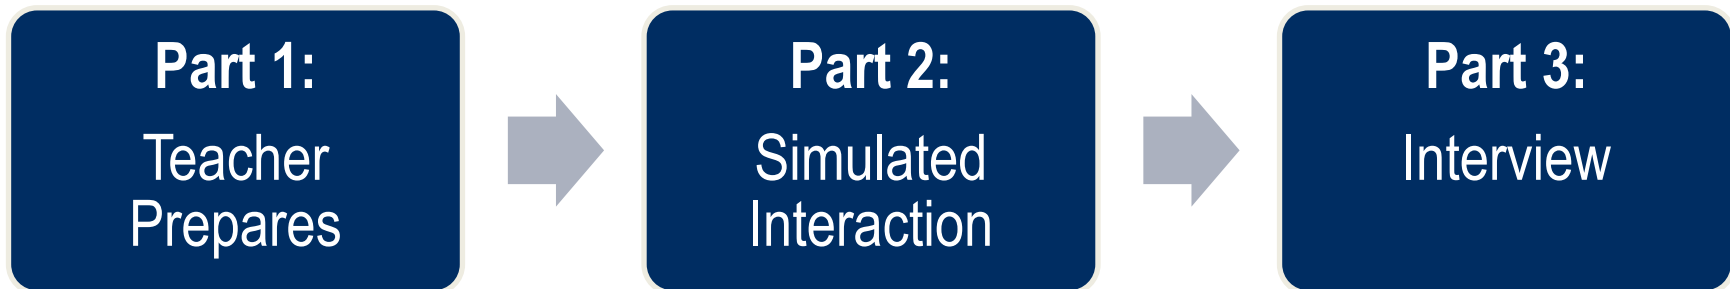 Part 1:
Teacher
Prepares
Part 2:
Simulated
Interaction
Part 3:
Interview